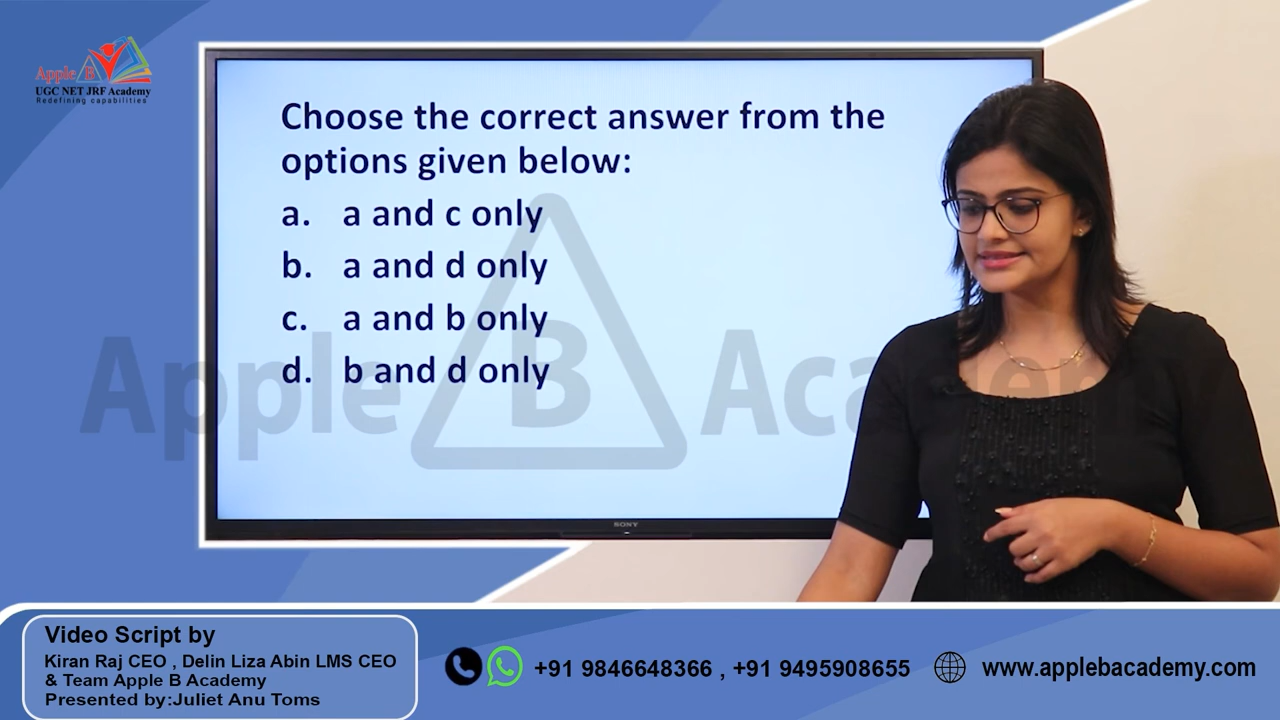 Apple B
UGC NET JRF Academy
Redefining capabilities
Choose the correct answer from the
options given below:
a. a and c only
b. a and d only
c. a and b only
d. b and d only
Apple B Academy
SONY
Video Script by
Kiran Raj CEO , Delin Liza Abin LMS CEO
& Team Apple B Academy
Presented by:Juliet Anu Toms
+91 9846648366 , +91 9495908655
www.applebacademy.com